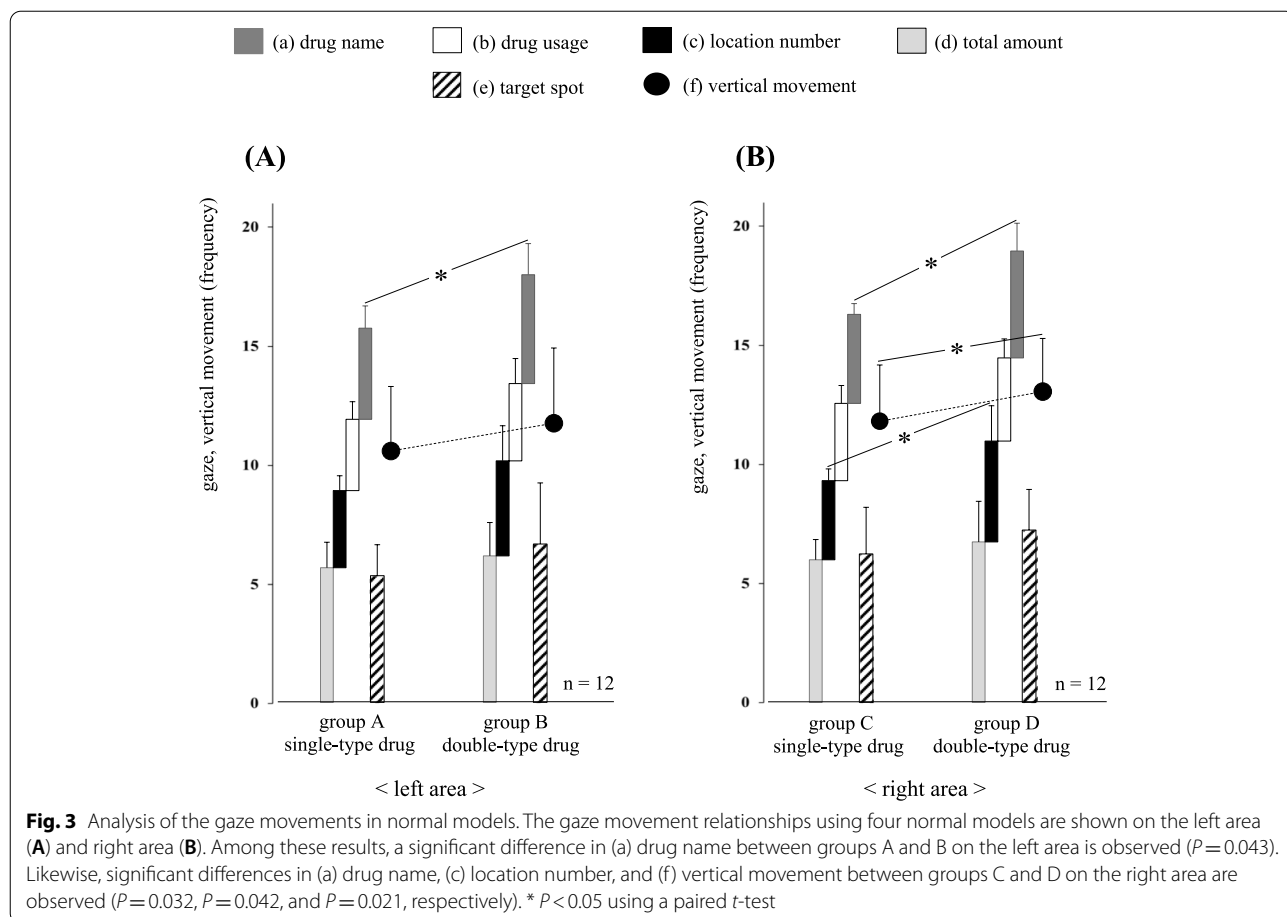 (a) drug name (b) drug usage (c) location number (d) total amount
(e) target spot (f) vertical movement
(A)
gaze, vertical movement (frequency)
20
15
10
5
0
*
n = 12
group A group B
single-type drug double-type drug
< left area >
(B)
gaze, vertical movement (frequency)
20
15
10
5
0
*
*
*
n = 12
group C group D
single-type drug double-type drug
< right area >
Fig. 3 Analysis of the gaze movements in normal models. The gaze movement relationships using four normal models are shown on the left area
(A) and right area (B). Among these results, a significant difference in (a) drug name between groups A and B on the left area is observed (P = 0.043).
Likewise, significant differences in (a) drug name, (c) location number, and (f) vertical movement between groups C and D on the right area are
observed (P = 0.032, P = 0.042, and P = 0.021, respectively). * P < 0.05 using a paired t-test